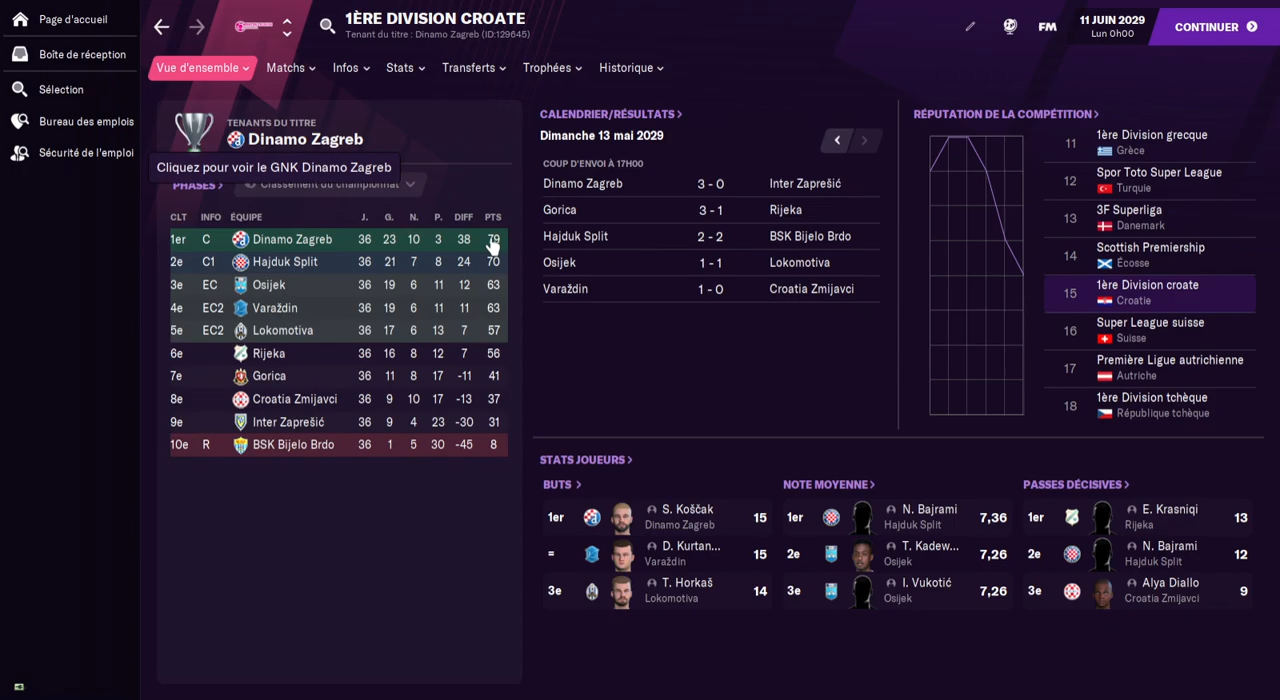 Page d'accueil
Boîte de réception
Sélection
Bureau des emplois
Sécurité de l'emploi
1ÈRE DIVISION CROATE
Tenant du titre : Dinamo Zagreb (ID:129645)
FM
11 JUIN 2029
Lun 0h00
CONTINUER
Vue d'ensemble
Matchs
Infos
Stats
Transferts
Trophées
Historique
TENANTS DU TITRE
Dinamo Zagreb
Cliquez pour voir le GNK Dinamo Zagreb
PHASES
Classement du championnat
CLT INFO ÉQUIPE J. G. N. P. DIFF PTS
1er C Dinamo Zagreb 36 23 10 3 38 79
2e C1 Hajduk Split 36 21 7 8 24 70
3e EC Osijek 36 19 6 11 12 63
4e EC2 Varaždin 36 19 6 11 11 63
5e EC2 Lokomotiva 36 17 6 13 7 57
6e Rijeka 36 16 8 12 7 56
7e Gorica 36 11 8 17 -11 41
8e Croatia Zmijavci 36 9 10 17 -13 37
9e Inter Zaprešić 36 9 4 23 -30 31
10e R BSK Bijelo Brdo 36 1 5 30 -45 8
CALENDRIER/RÉSULTATS
Dimanche 13 mai 2029
COUP D'ENVOI À 17H00
Dinamo Zagreb 3 - 0 Inter Zaprešić
Gorica 3 - 1 Rijeka
Hajduk Split 2 - 2 BSK Bijelo Brdo
Osijek 1 - 1 Lokomotiva
Varaždin 1 - 0 Croatia Zmijavci
RÉPUTATION DE LA COMPÉTITION
11 1ère Division grecque
Grèce
12 Spor Toto Super League
Turquie
13 3F Superliga
Danemark
14 Scottish Premiership
Écosse
15 1ère Division croate
Croatie
16 Super League suisse
Suisse
17 Première Ligue autrichienne
Autriche
18 1ère Division tchèque
République tchèque
STATS JOUEURS
BUTS
1er S. Koščak 15
Dinamo Zagreb
= D. Kurtan... 15
Varaždin
3e T. Horkaš 14
Lokomotiva
NOTE MOYENNE
1er N. Bajrami 7,36
Hajduk Split
2e T. Kadew... 7,26
Osijek
3e I. Vukotić 7,26
Osijek
PASSES DÉCISIVES
1er E. Krasniqi 13
Rijeka
2e N. Bajrami 12
Hajduk Split
3e Alya Diallo 9
Croatia Zmijavci